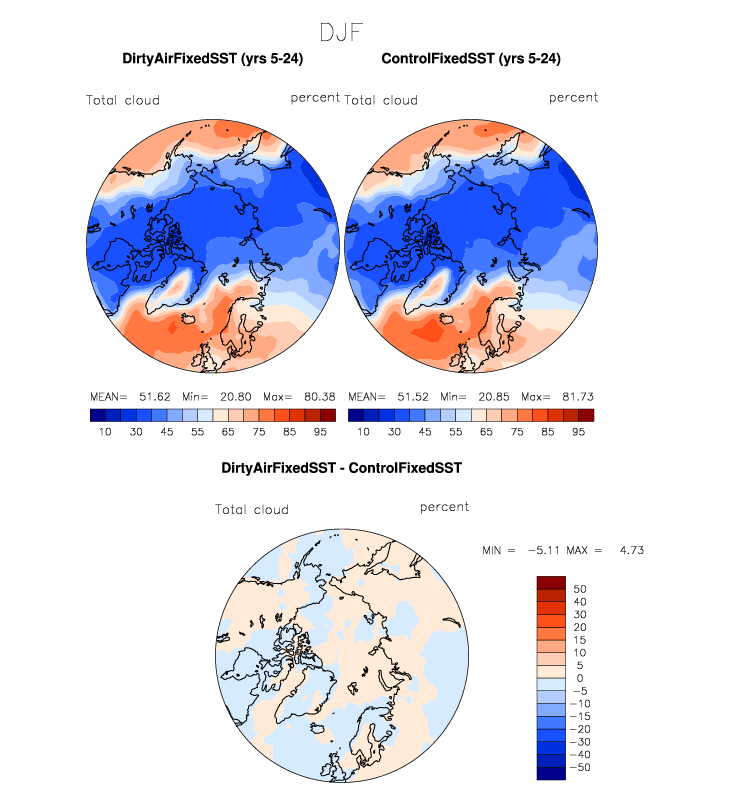 DJF
DirtyAirFixedSST (yrs 5-24) ControlFixedSST (yrs 5-24)
Total cloud percent Total cloud percent
MEAN= 51.62 Min= 20.80 Max= 80.38 MEAN= 51.52 Min= 20.85 Max= 81.73
10 30 45 55 65 75 85 95 10 30 45 55 65 75 85 95
DirtyAirFixedSST - ControlFixedSST
Total cloud percent
MIN = -5.11 MAX = 4.73
50
40
30
20
15
10
5
0
-5
-10
-15
-20
-30
-40
-50